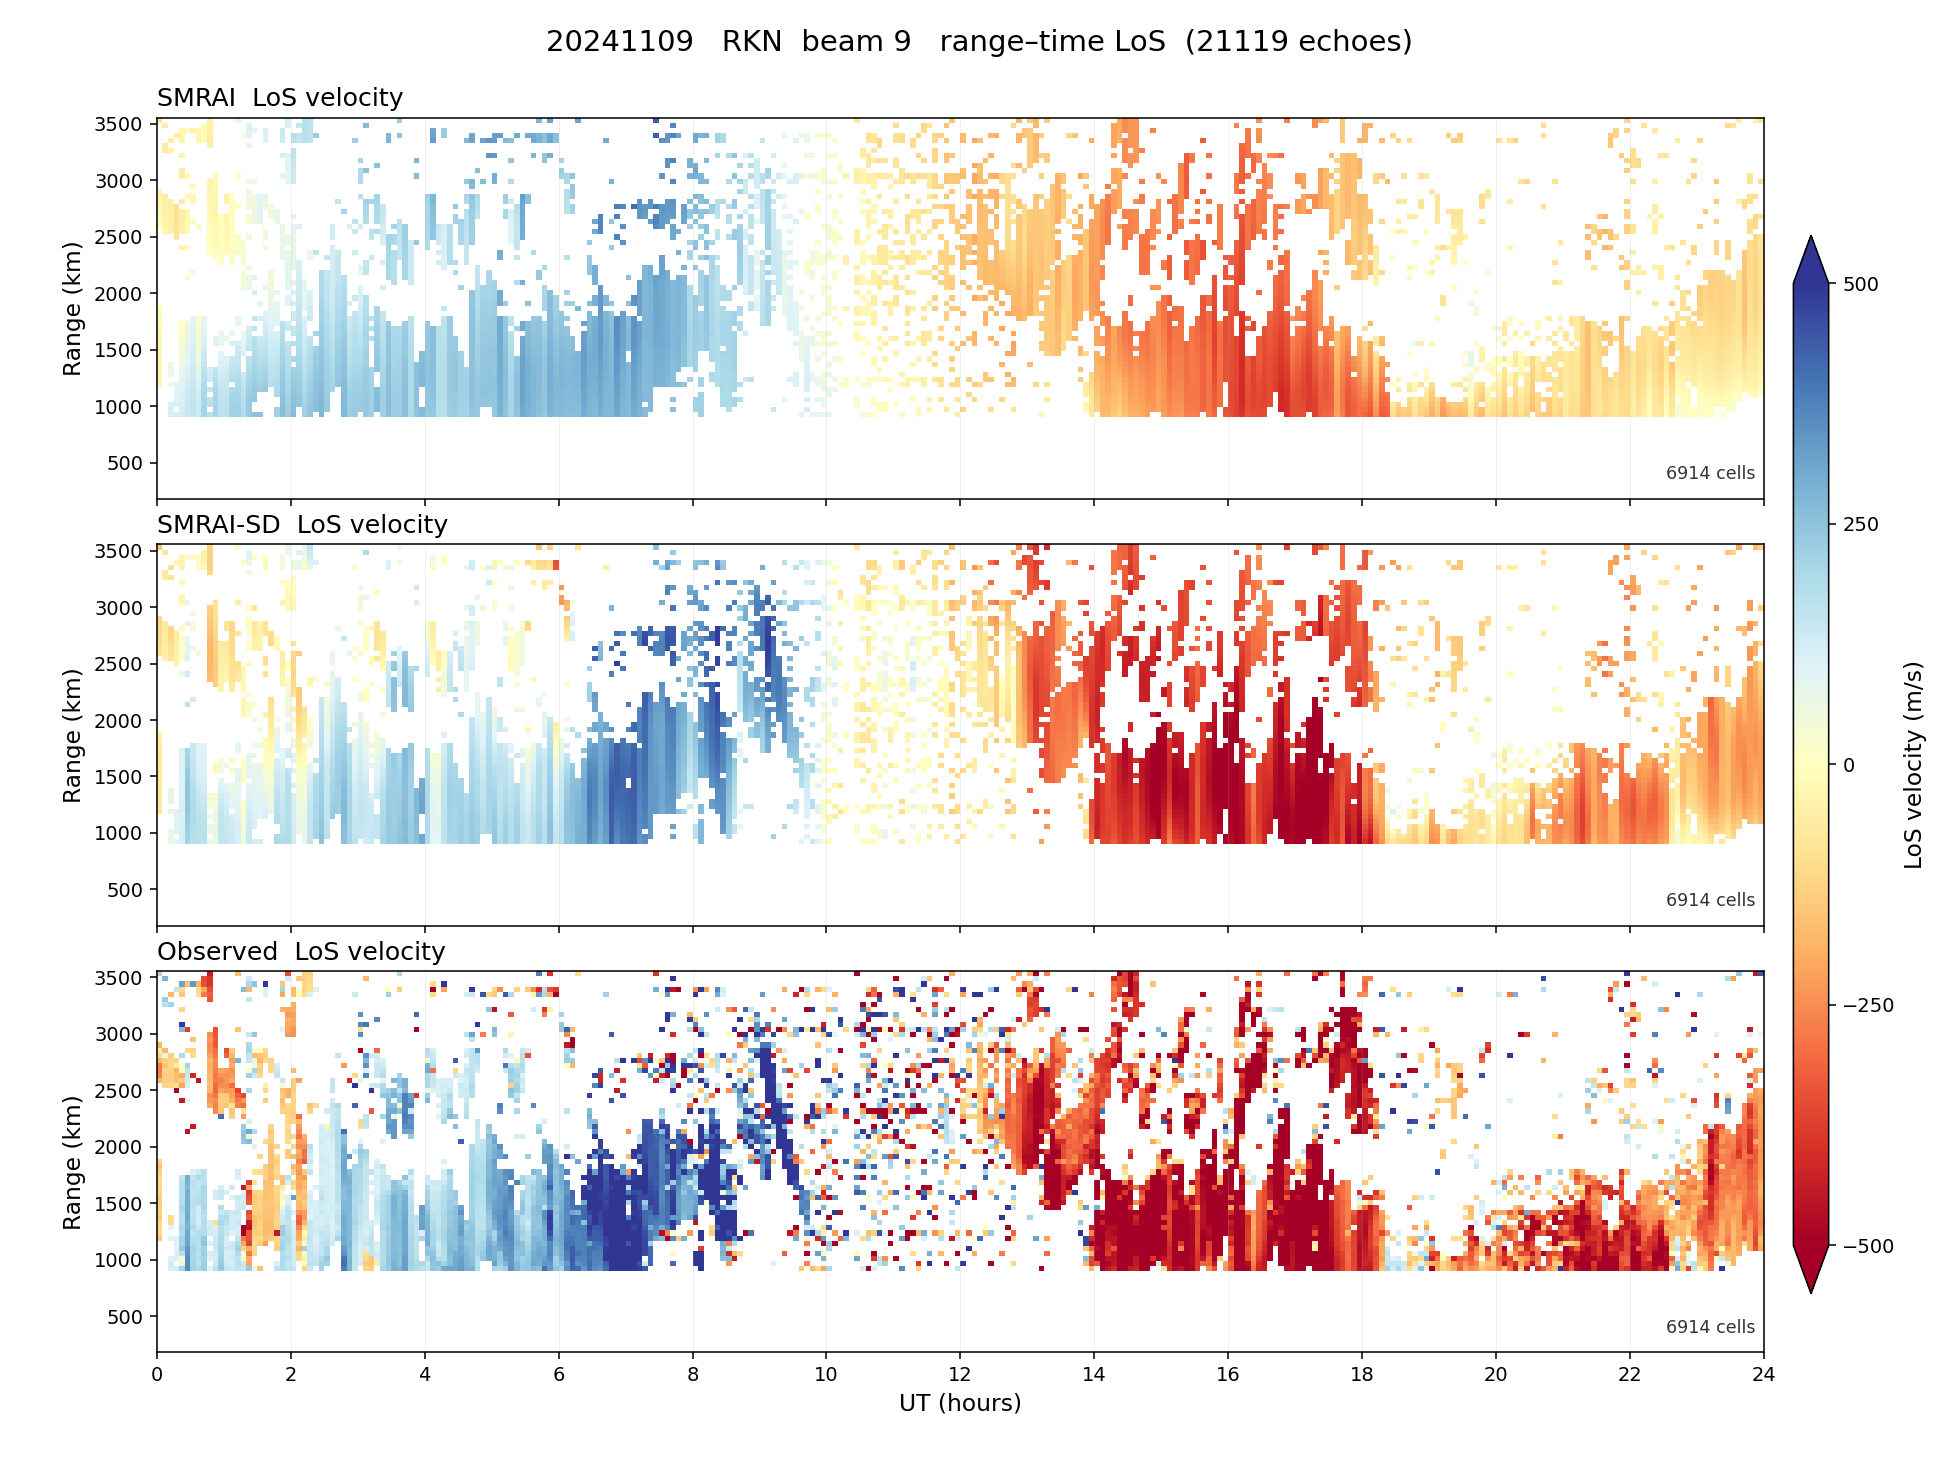 20241109   RKN  beam 9   range–time LoS  (21119 echoes)
SMRAI  LoS velocity
3500
3000
2500
2000
1500
1000
500
Range (km)
6914 cells
SMRAI-SD  LoS velocity
3500
3000
2500
2000
1500
1000
500
Range (km)
6914 cells
Observed  LoS velocity
3500
3000
2500
2000
1500
1000
500
Range (km)
6914 cells
0 2 4 6 8 10 12 14 16 18 20 22 24
UT (hours)
500
250
0
−250
−500
LoS velocity (m/s)